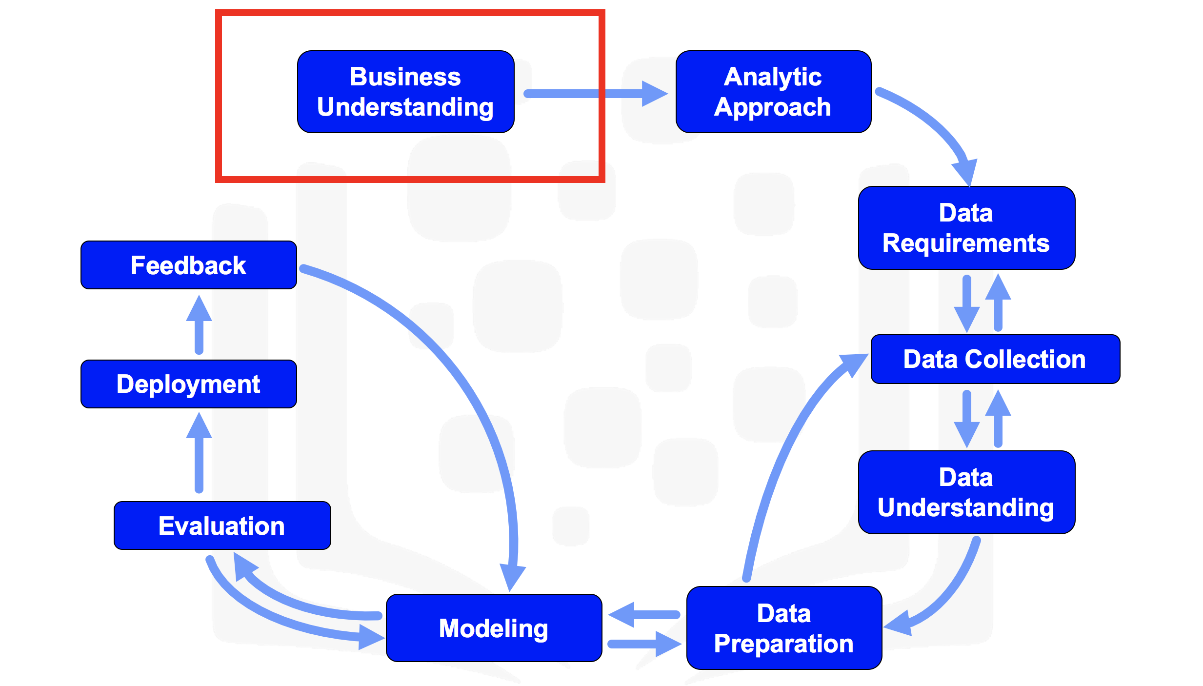 Business
Understanding
Analytic
Approach
Data
Requirements
Feedback
Data Collection
Deployment
Data
Understanding
Evaluation
Modeling
Data
Preparation